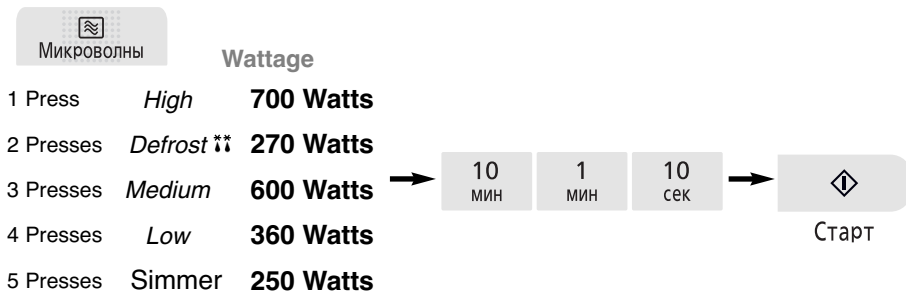 Микроволны
Wattage
1 Press High 700 Watts
2 Presses Defrost 270 Watts
3 Presses Medium 600 Watts
4 Presses Low 360 Watts
5 Presses Simmer 250 Watts
10 1 10
мин мин сек
Старт